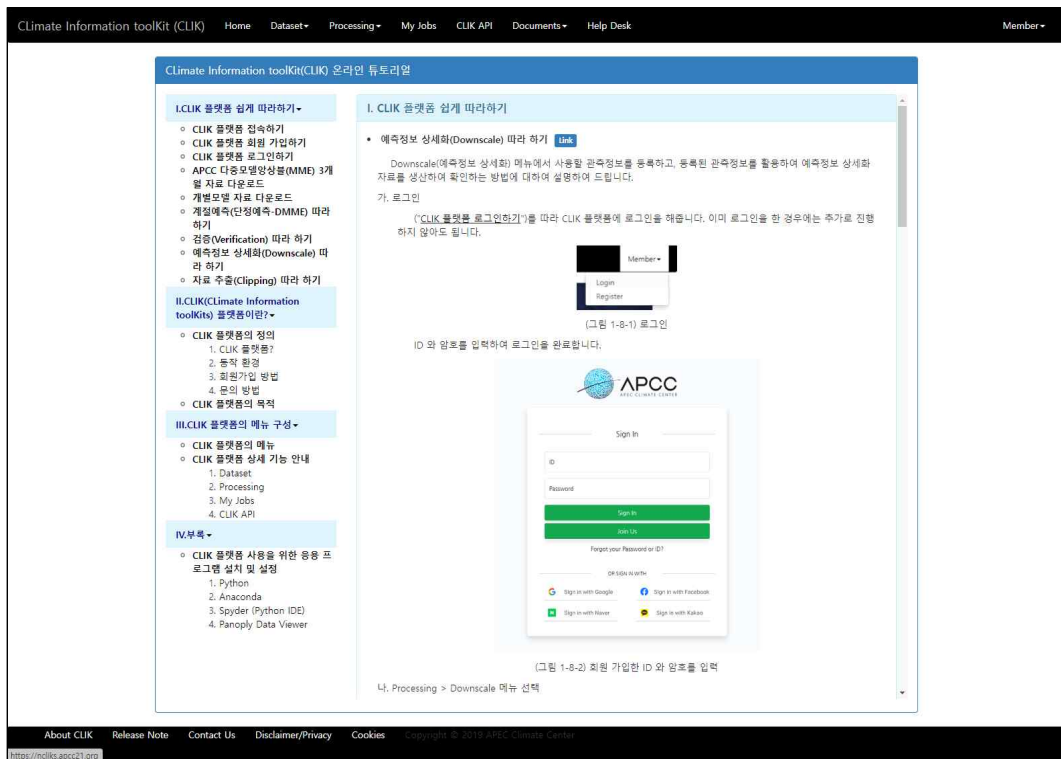 CLimate Information toolKit (CLIK) Home Dataset Processing My Jobs CLIK API Documents Help Desk Member
CLimate Information toolKit(CLIK) 온라인 튜토리얼
I.CLIK 플랫폼 쉽게 따라하기
CLIK 플랫폼 접속하기
CLIK 플랫폼 회원 가입하기
CLIK 플랫폼 로그인하기
APCC 다중모델앙상블(MME) 3개
월 자료 다운로드
개별모델 자료 다운로드
계절예측(단정예측-DMME) 따라
하기
검증(Verification) 따라 하기
예측정보 상세화(Downscale) 따
라 하기
자료 추출(Clipping) 따라 하기
II.CLIK(CLimate Information
toolKits) 플랫폼이란?
CLIK 플랫폼의 정의
1. CLIK 플랫폼?
2. 동작 환경
3. 회원가입 방법
4. 문의 방법
CLIK 플랫폼의 목적
III.CLIK 플랫폼의 메뉴 구성
CLIK 플랫폼의 메뉴
CLIK 플랫폼 상세 기능 안내
1. Dataset
2. Processing
3. My Jobs
4. CLIK API
IV.부록
CLIK 플랫폼 사용을 위한 응용 프
로그램 설치 및 설정
1. Python
2. Anaconda
3. Spyder (Python IDE)
4. Panoply Data Viewer
I. CLIK 플랫폼 쉽게 따라하기
• 예측정보 상세화(Downscale) 따라 하기 Link
Downscale(예측정보 상세화) 메뉴에서 사용할 관측정보를 등록하고, 등록된 관측정보를 활용하여 예측정보 상세화
자료를 생산하여 확인하는 방법에 대하여 설명하여 드립니다.
가. 로그인
("CLIK 플랫폼 로그인하기")를 따라 CLIK 플랫폼에 로그인을 해줍니다. 이미 로그인을 한 경우에는 추가로 진행
하지 않아도 됩니다.
Member
Login
Register
(그림 1-8-1) 로그인
ID 와 암호를 입력하여 로그인을 완료합니다.
APCC
APEC CLIMATE CENTER
Sign In
ID
Password
Sign In
Join Us
Forgot your Password or ID?
OR SIGN IN WITH
Sign in with Google Sign in with Facebook
Sign in with Naver Sign in with Kakao
(그림 1-8-2) 회원 가입한 ID 와 암호를 입력
나. Processing > Downscale 메뉴 선택
About CLIK Release Note Contact Us Disclaimer/Privacy Cookies Copyright © 2019 APEC Climate Center